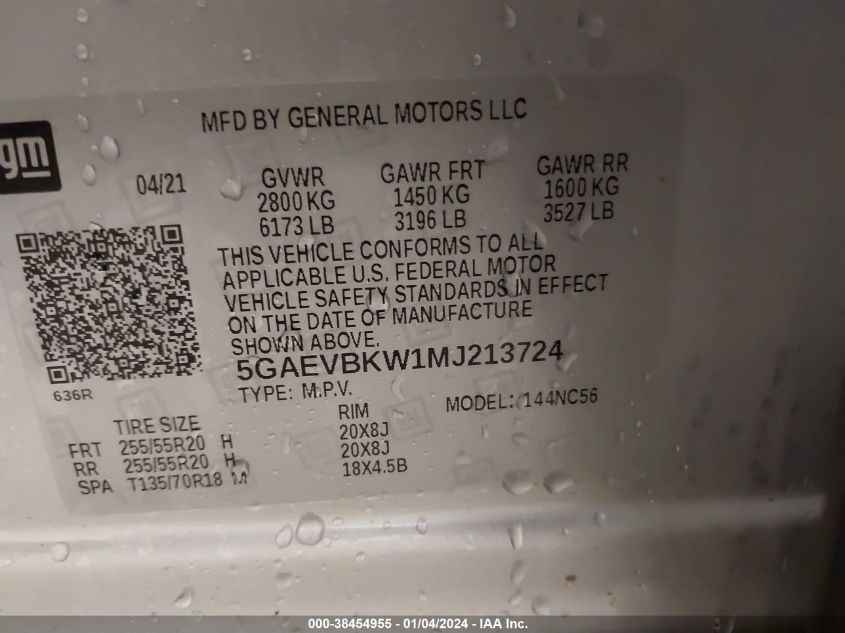 MFD BY GENERAL MOTORS LLC
gm
04/21
GVWR GAWR FRT GAWR RR
2800 KG 1450 KG 1600 KG
6173 LB 3196 LB 3527 LB
THIS VEHICLE CONFORMS TO ALL
APPLICABLE U.S. FEDERAL MOTOR
VEHICLE SAFETY STANDARDS IN EFFECT
ON THE DATE OF MANUFACTURE
SHOWN ABOVE.
5GAEVBKW1MJ213724
636R
TYPE: M.P.V. MODEL: 144NC56
TIRE SIZE RIM
FRT 255/55R20 H 20X8J
RR 255/55R20 H 20X8J
SPA T135/70R18 M 18X4.5B
000-38454955 - 01/04/2024 - IAA Inc.